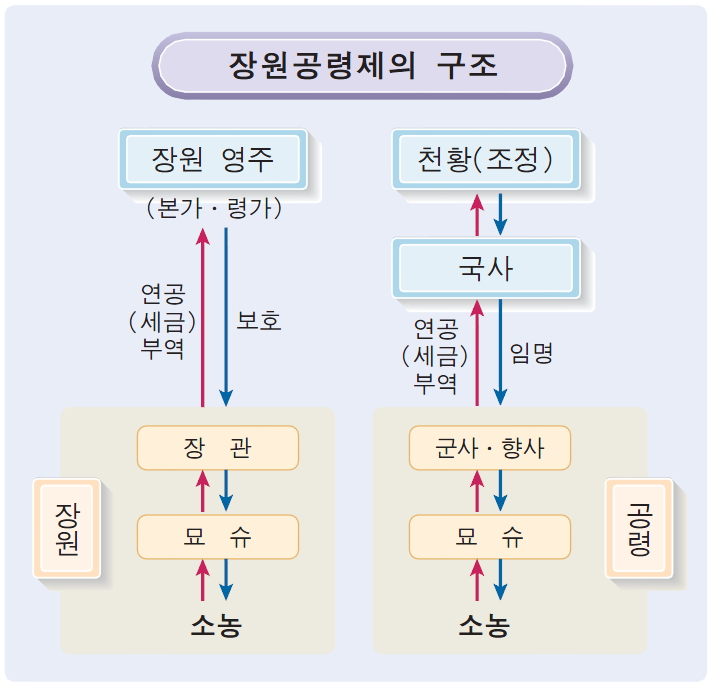 장원공령제의 구조
장원 영주
(본가·령가)
연공
(세금)
부역
보호
장 관
묘 슈
소농
장원
천황(조정)
국사
연공
(세금)
부역
임명
군사·향사
묘 슈
소농
공령